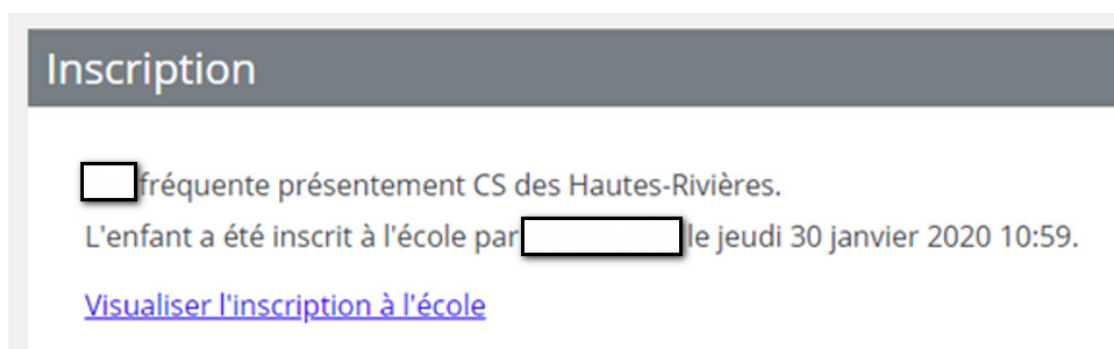 Inscription
fréquente présentement CS des Hautes-Rivières.
L'enfant a été inscrit à l'école par le jeudi 30 janvier 2020 10:59.
Visualiser l'inscription à l'école